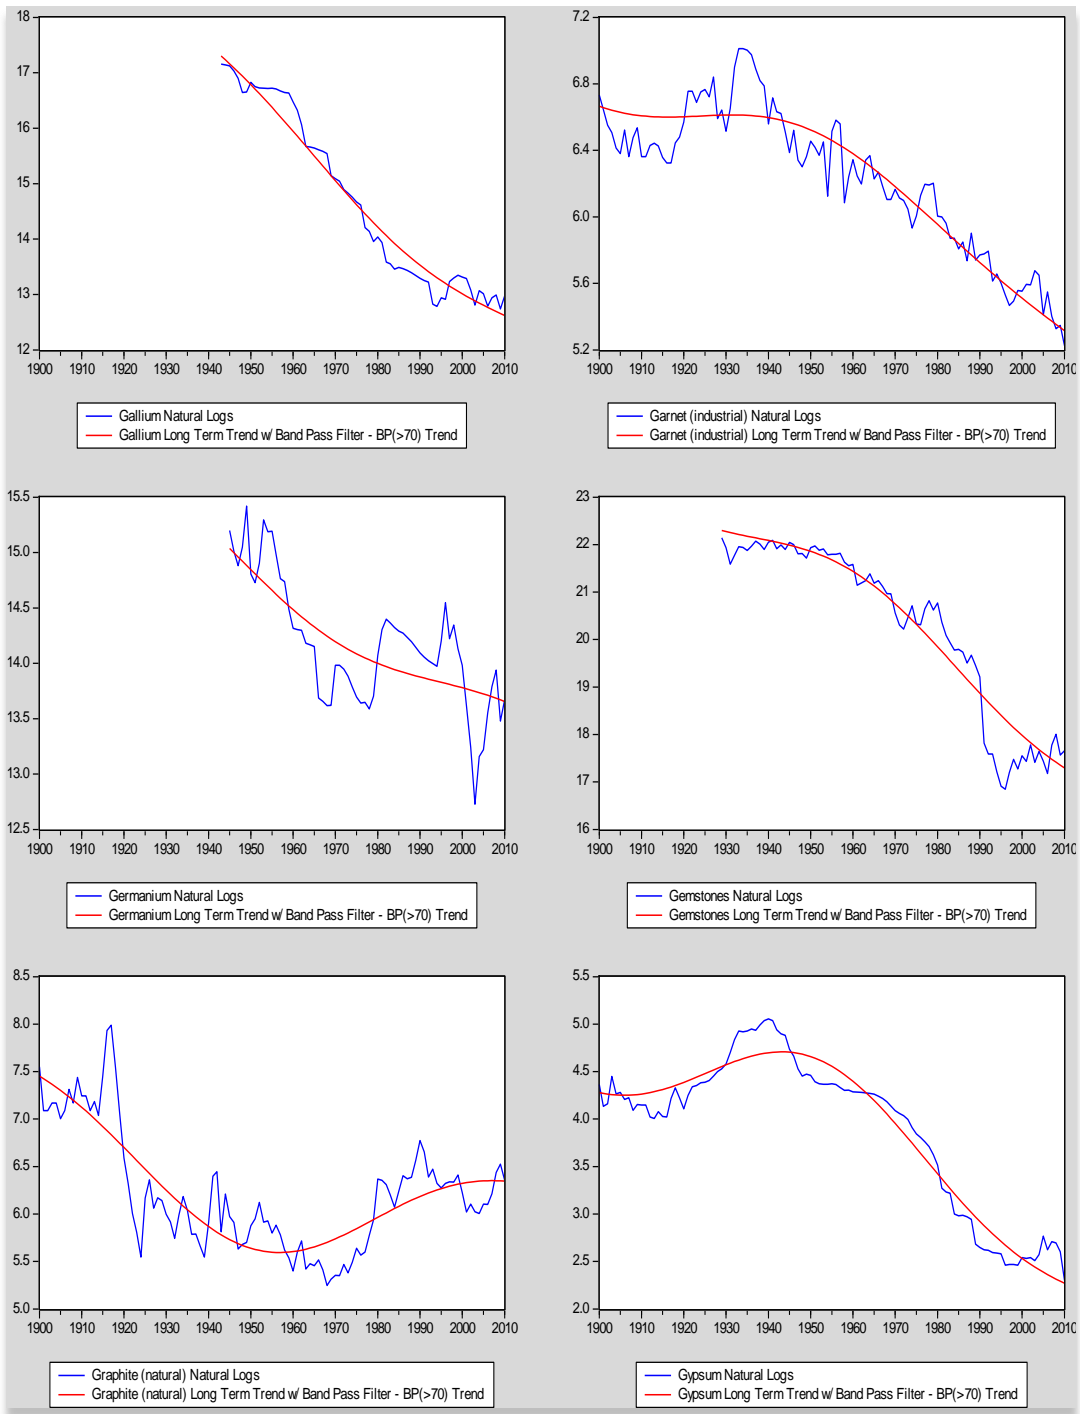 18
17
16
15
14
13
12
1900 1910 1920 1930 1940 1950 1960 1970 1980 1990 2000 2010
Gallium Natural Logs
Gallium Long Term Trend w/ Band Pass Filter - BP(>70) Trend
7.2
6.8
6.4
6.0
5.6
5.2
1900 1910 1920 1930 1940 1950 1960 1970 1980 1990 2000 2010
Garnet (industrial) Natural Logs
Garnet (industrial) Long Term Trend w/ Band Pass Filter - BP(>70) Trend
15.5
15.0
14.5
14.0
13.5
13.0
12.5
1900 1910 1920 1930 1940 1950 1960 1970 1980 1990 2000 2010
Germanium Natural Logs
Germanium Long Term Trend w/ Band Pass Filter - BP(>70) Trend
23
22
21
20
19
18
17
16
1900 1910 1920 1930 1940 1950 1960 1970 1980 1990 2000 2010
Gemstones Natural Logs
Gemstones Long Term Trend w/ Band Pass Filter - BP(>70) Trend
8.5
8.0
7.5
7.0
6.5
6.0
5.5
5.0
1900 1910 1920 1930 1940 1950 1960 1970 1980 1990 2000 2010
Graphite (natural) Natural Logs
Graphite (natural) Long Term Trend w/ Band Pass Filter - BP(>70) Trend
5.5
5.0
4.5
4.0
3.5
3.0
2.5
2.0
1900 1910 1920 1930 1940 1950 1960 1970 1980 1990 2000 2010
Gypsum Natural Logs
Gypsum Long Term Trend w/ Band Pass Filter - BP(>70) Trend